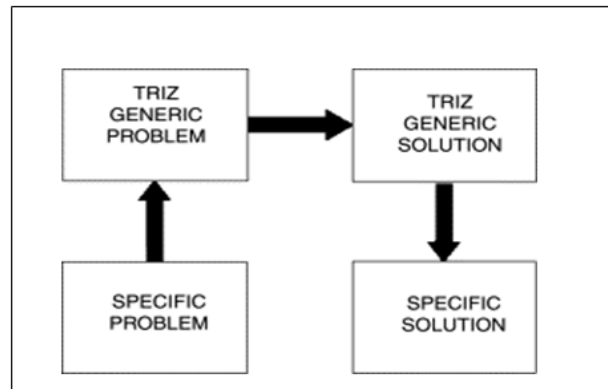 TRIZ
GENERIC
PROBLEM
TRIZ
GENERIC
SOLUTION
SPECIFIC
PROBLEM
SPECIFIC
SOLUTION